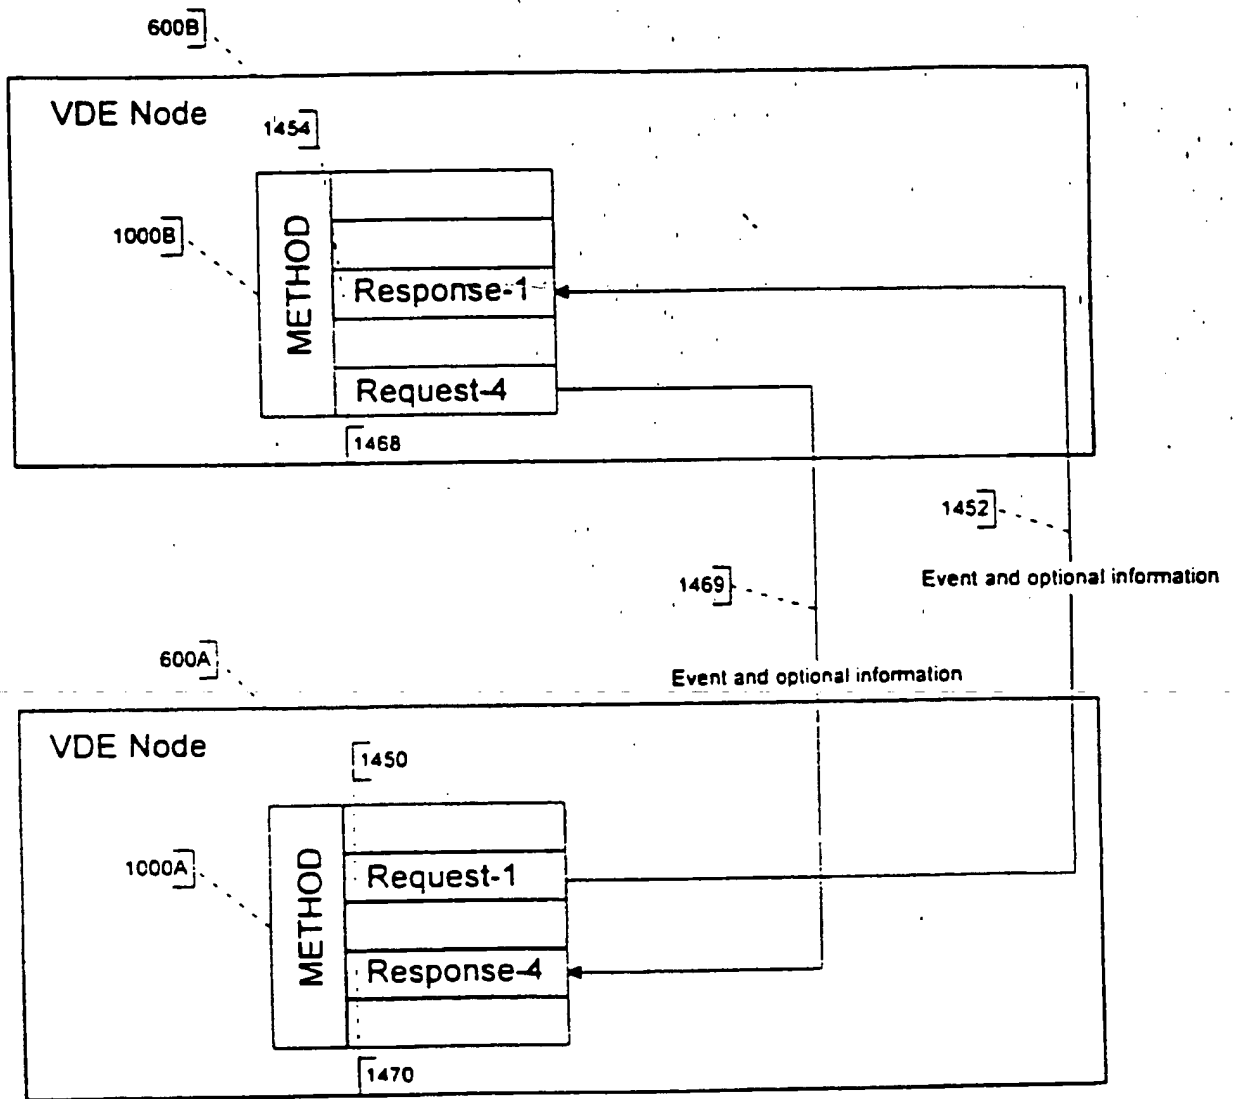 600B
VDE Node
1454
1000B
METHOD
Response-1
Request-4
1468
1452
Event and optional information
1469
600A
Event and optional information
VDE Node
1450
1000A
METHOD
Request-1
Response-4
1470